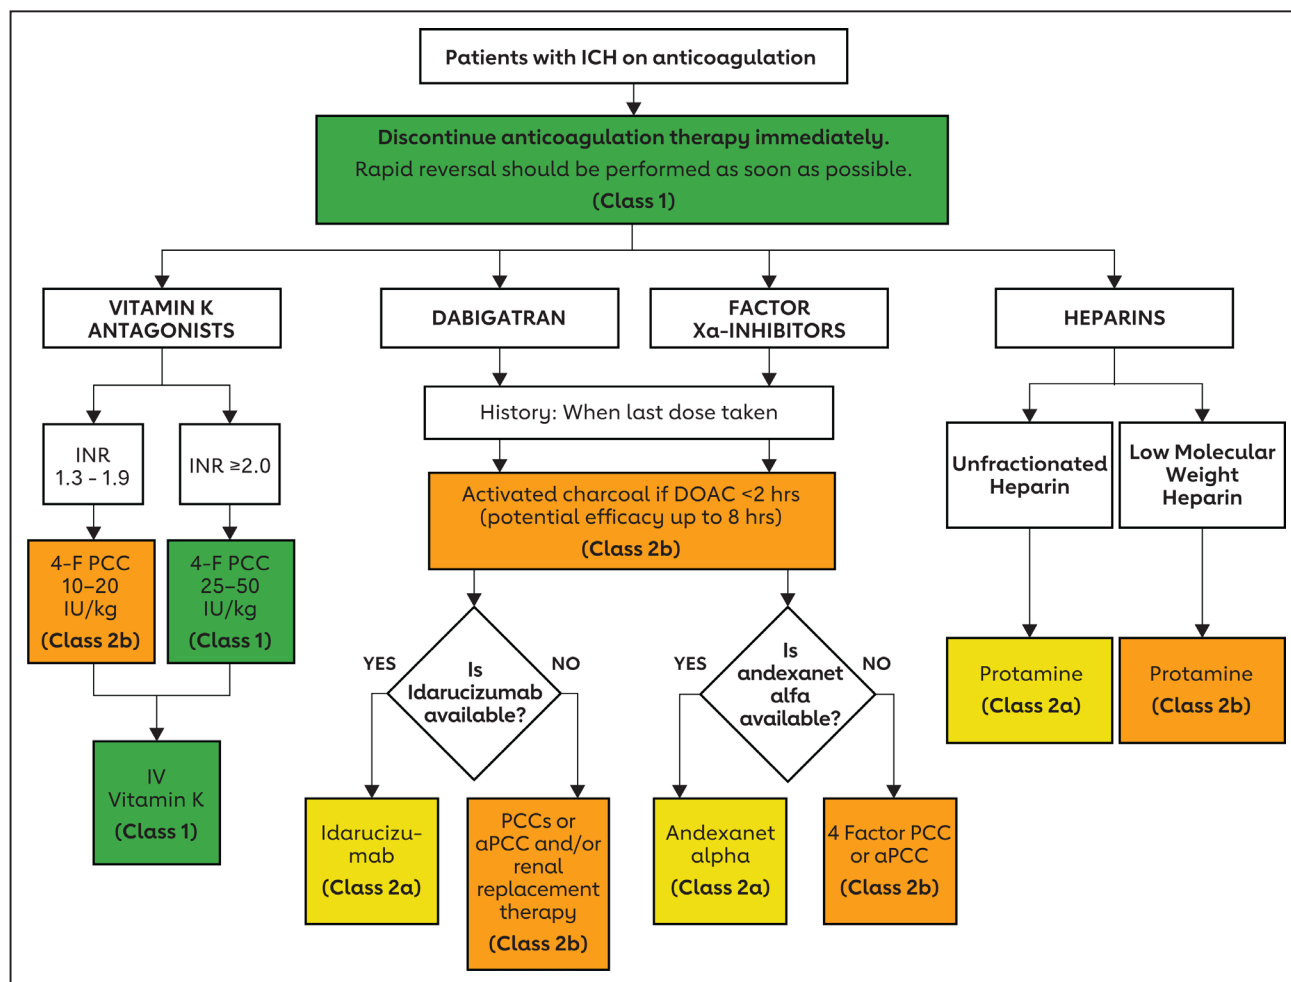 Patients with ICH on anticoagulation
Discontinue anticoagulation therapy immediately.
Rapid reversal should be performed as soon as possible.
(Class 1)
VITAMIN K
ANTAGONISTS
DABIGATRAN
FACTOR
Xa-INHIBITORS
HEPARINS
History: When last dose taken
INR
1.3 – 1.9
INR ≥2.0
Unfractionated
Heparin
Low Molecular
Weight
Heparin
Activated charcoal if DOAC <2 hrs
(potential efficacy up to 8 hrs)
(Class 2b)
4-F PCC
10–20
IU/kg
(Class 2b)
4-F PCC
25–50
IU/kg
(Class 1)
YES
Is
Idarucizumab
available?
NO
YES
Is
andexanet
alfa
available?
NO
Protamine
(Class 2a)
Protamine
(Class 2b)
IV
Vitamin K
(Class 1)
Idarucizu-
mab
(Class 2a)
PCCs or
aPCC and/or
renal
replacement
therapy
(Class 2b)
Andexanet
alpha
(Class 2a)
4 Factor PCC
or aPCC
(Class 2b)